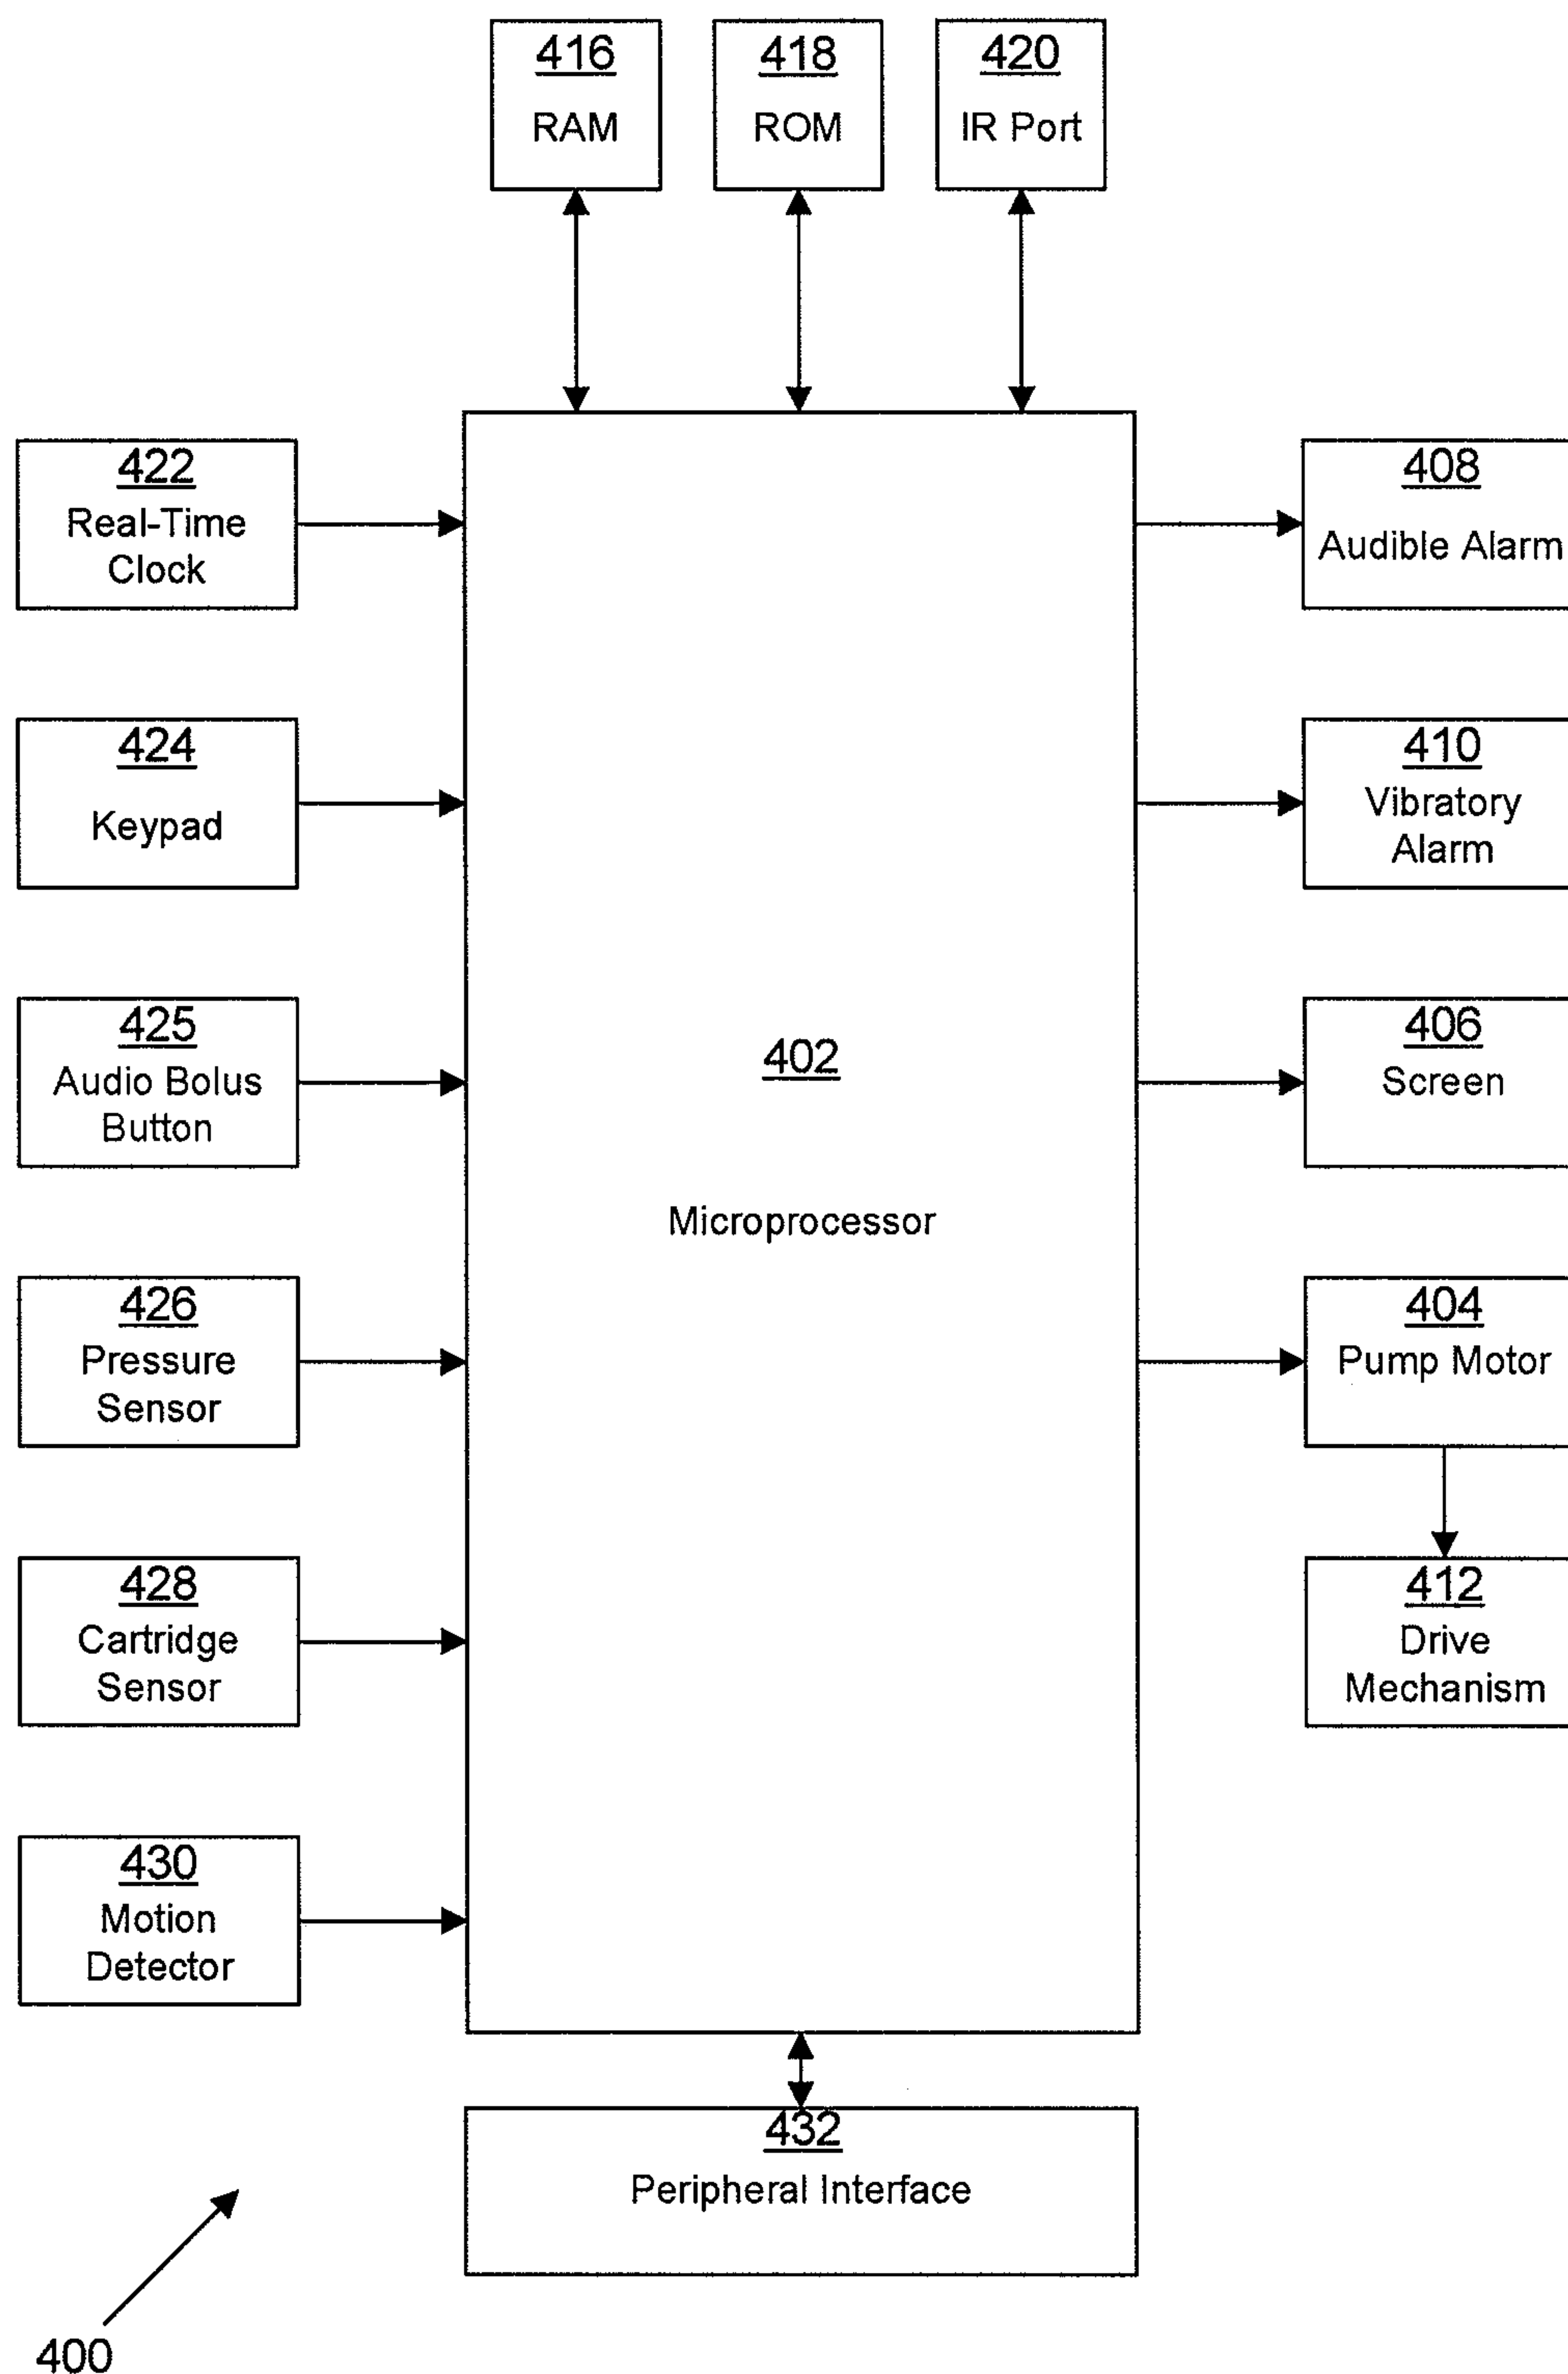 416
RAM
418
ROM
420
IR Port
422
Real-Time
Clock
424
Keypad
425
Audio Bolus
Button
426
Pressure
Sensor
428
Cartridge
Sensor
430
Motion
Detector
402
Microprocessor
408
Audible Alarm
410
Vibratory
Alarm
406
Screen
404
Pump Motor
412
Drive
Mechanism
432
Peripheral Interface
400